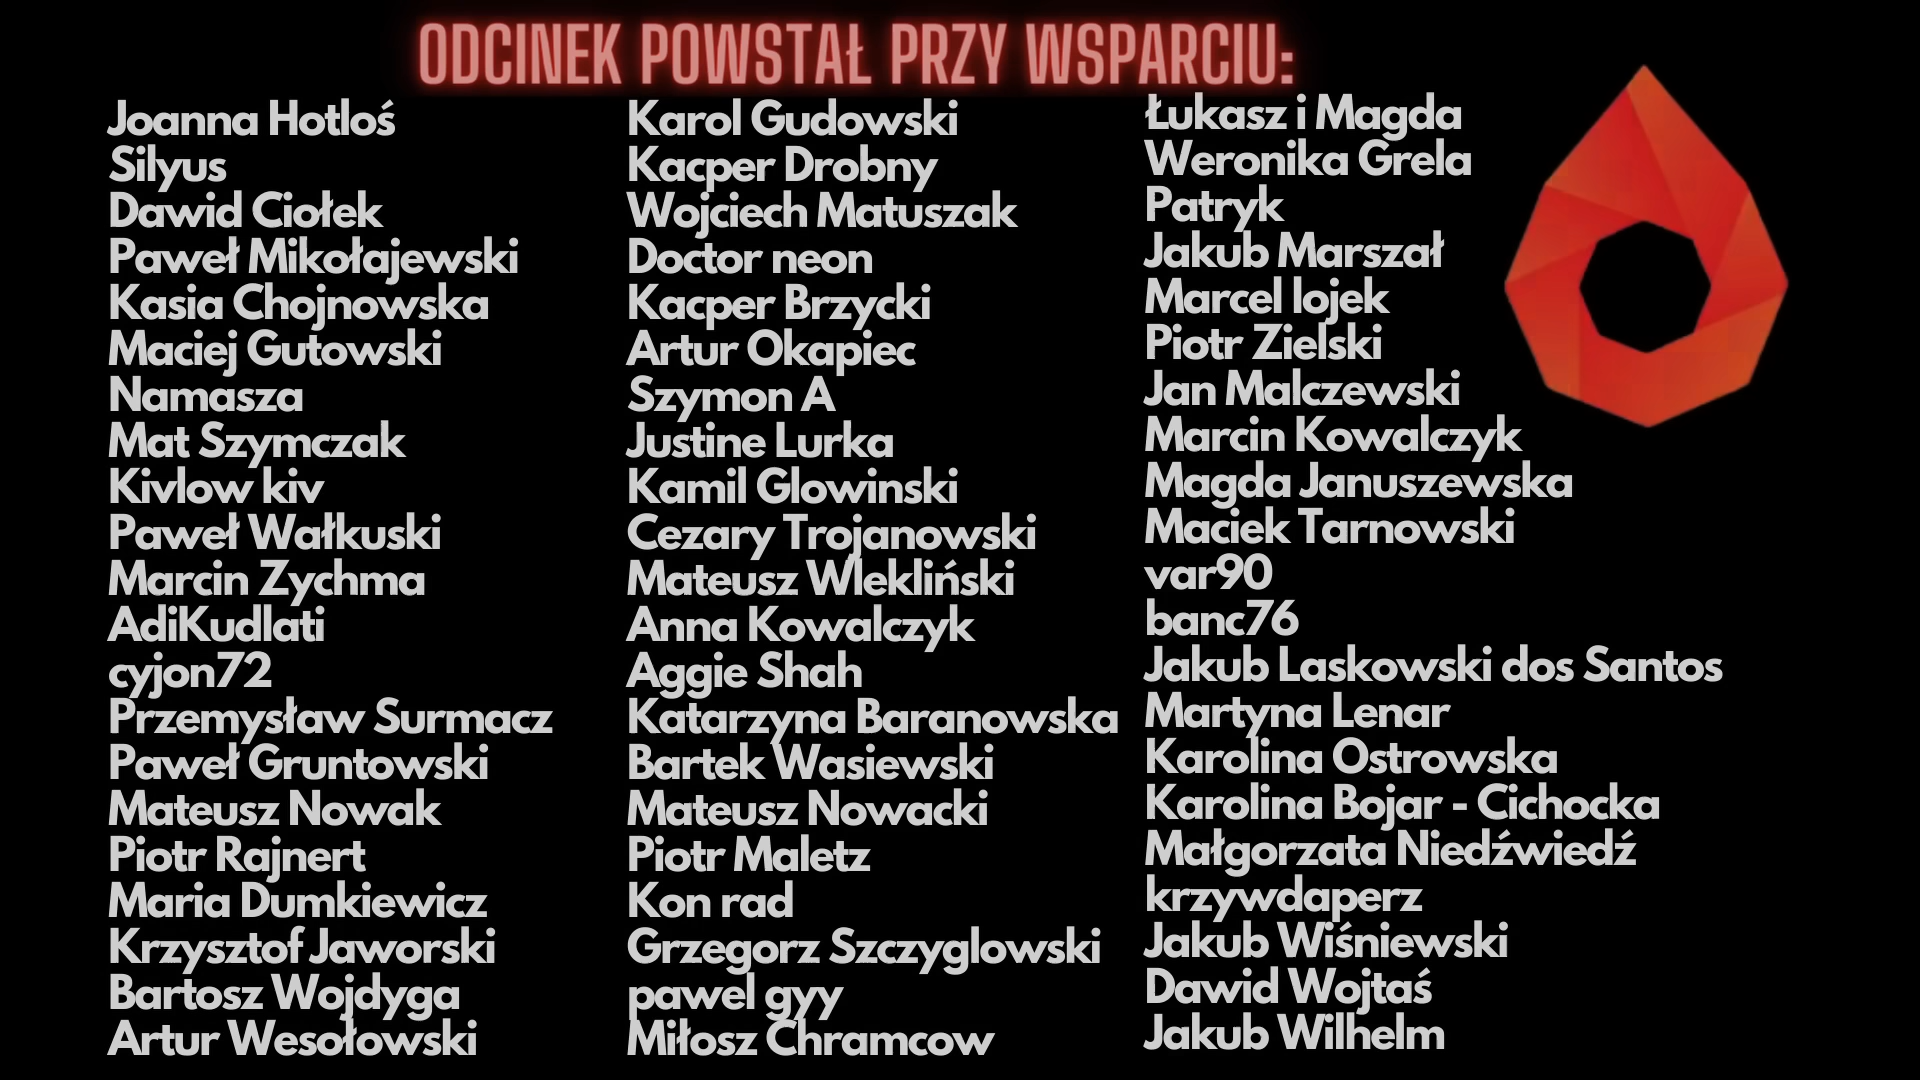 ODCINEK POWSTAŁ PRZY WSPARCIU:
Joanna Hotloś
Silyus
Dawid Ciołek
Paweł Mikołajewski
Kasia Chojnowska
Maciej Gutowski
Namasza
Mat Szymczak
Kivlow kiv
Paweł Wałkuski
Marcin Zychma
AdiKudlati
cyjon72
Przemysław Surmacz
Paweł Gruntowski
Mateusz Nowak
Piotr Rajnert
Maria Dumkiewicz
Krzysztof Jaworski
Bartosz Wojdyga
Artur Wesołowski
Karol Gudowski
Kacper Drobny
Wojciech Matuszak
Doctor neon
Kacper Brzycki
Artur Okapiec
Szymon A
Justine Lurka
Kamil Glowinski
Cezary Trojanowski
Mateusz Wlekliński
Anna Kowalczyk
Aggie Shah
Katarzyna Baranowska
Bartek Wasiewski
Mateusz Nowacki
Piotr Maletz
Kon rad
Grzegorz Szczyglowski
pawel gyy
Miłosz Chramcow
Łukasz i Magda
Weronika Grela
Patryk
Jakub Marszał
Marcel lojek
Piotr Zielski
Jan Malczewski
Marcin Kowalczyk
Magda Januszewska
Maciek Tarnowski
var90
banc76
Jakub Laskowski dos Santos
Martyna Lenar
Karolina Ostrowska
Karolina Bojar - Cichocka
Małgorzata Niedźwiedź
krzywdaperz
Jakub Wiśniewski
Dawid Wojtaś
Jakub Wilhelm